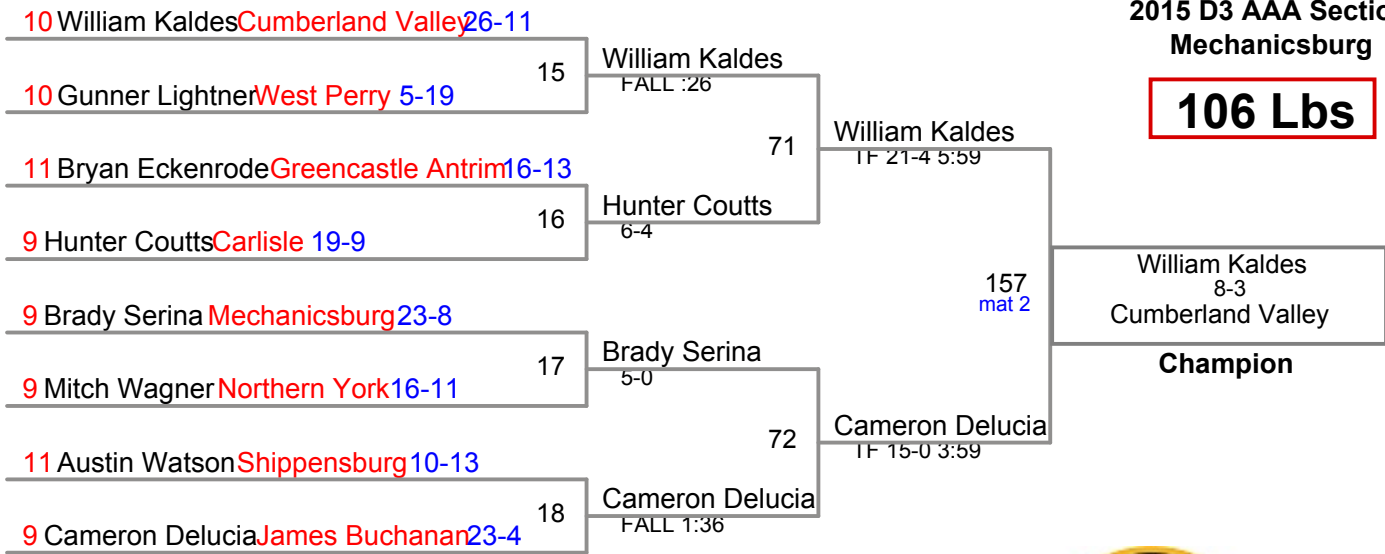 2015 D3 AAA Sectio
Mechanicsburg
106 Lbs
10 William Kaldes Cumberland Valley 26-11
15
10 Gunner Lightner West Perry 5-19
William Kaldes
FALL :26
11 Bryan Eckenrode Greencastle Antrim 16-13
16
9 Hunter Coutts Carlisle 19-9
Hunter Coutts
6-4
71
William Kaldes
TF 21-4 5:59
9 Brady Serina Mechanicsburg 23-8
17
9 Mitch Wagner Northern York 16-11
Brady Serina
5-0
11 Austin Watson Shippensburg 10-13
18
9 Cameron Delucia James Buchanan 23-4
Cameron Delucia
FALL 1:36
72
Cameron Delucia
TF 15-0 3:59
157
mat 2
William Kaldes
8-3
Cumberland Valley
Champion